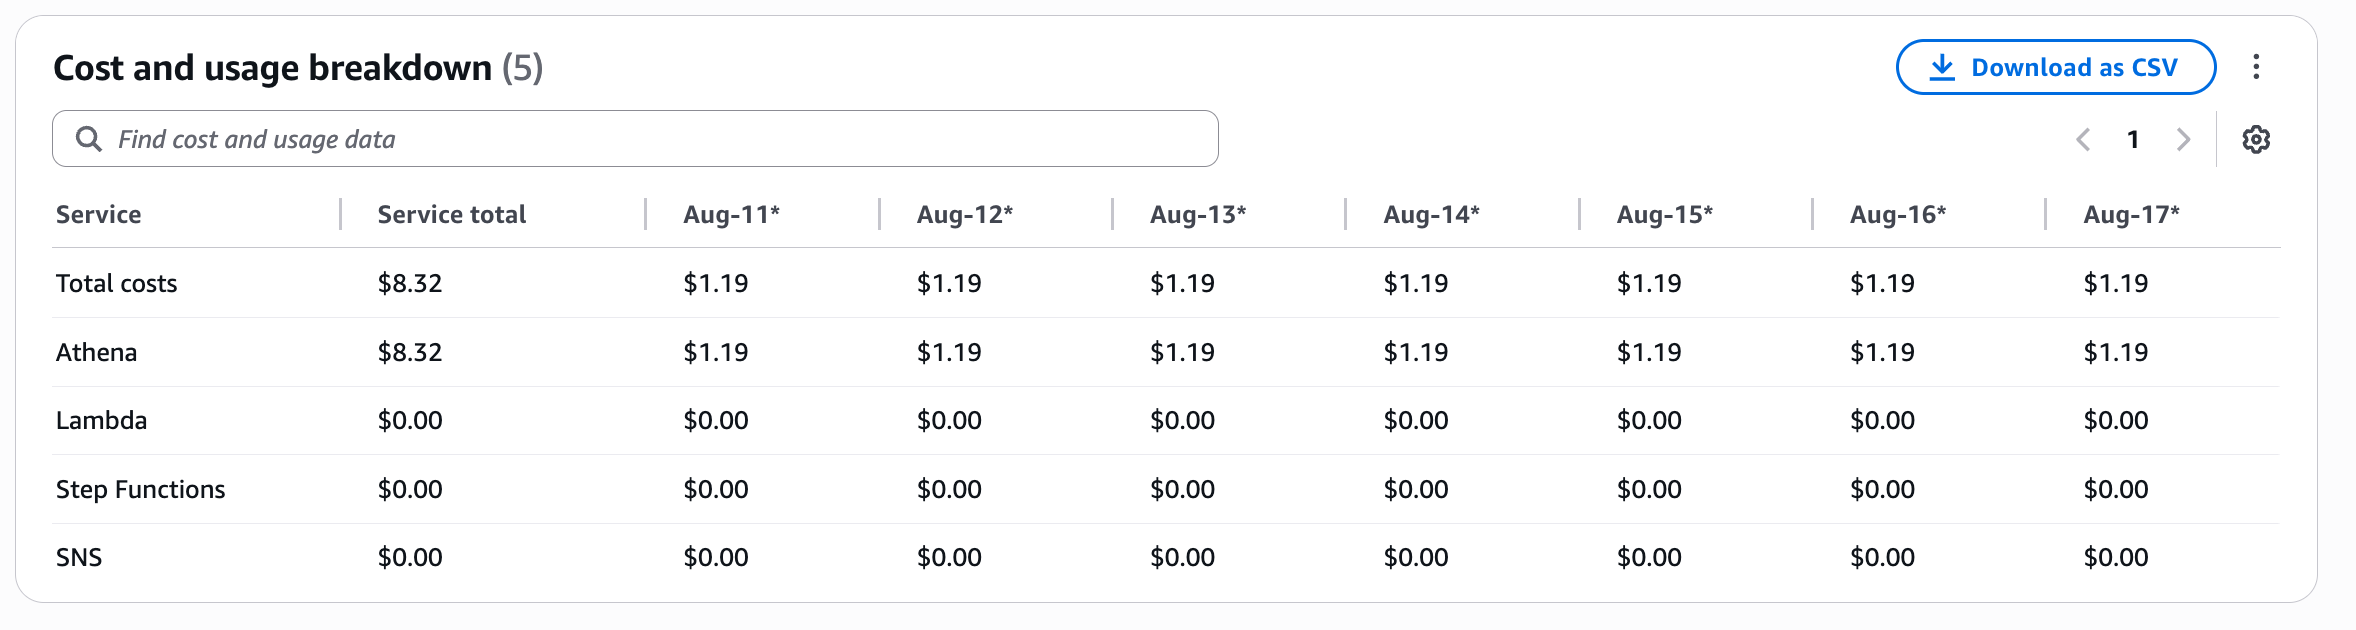 Cost and usage breakdown (5)
Download as CSV
Find cost and usage data
1
Service Service total Aug-11* Aug-12* Aug-13* Aug-14* Aug-15* Aug-16* Aug-17*
Total costs $8.32 $1.19 $1.19 $1.19 $1.19 $1.19 $1.19 $1.19
Athena $8.32 $1.19 $1.19 $1.19 $1.19 $1.19 $1.19 $1.19
Lambda $0.00 $0.00 $0.00 $0.00 $0.00 $0.00 $0.00 $0.00
Step Functions $0.00 $0.00 $0.00 $0.00 $0.00 $0.00 $0.00 $0.00
SNS $0.00 $0.00 $0.00 $0.00 $0.00 $0.00 $0.00 $0.00